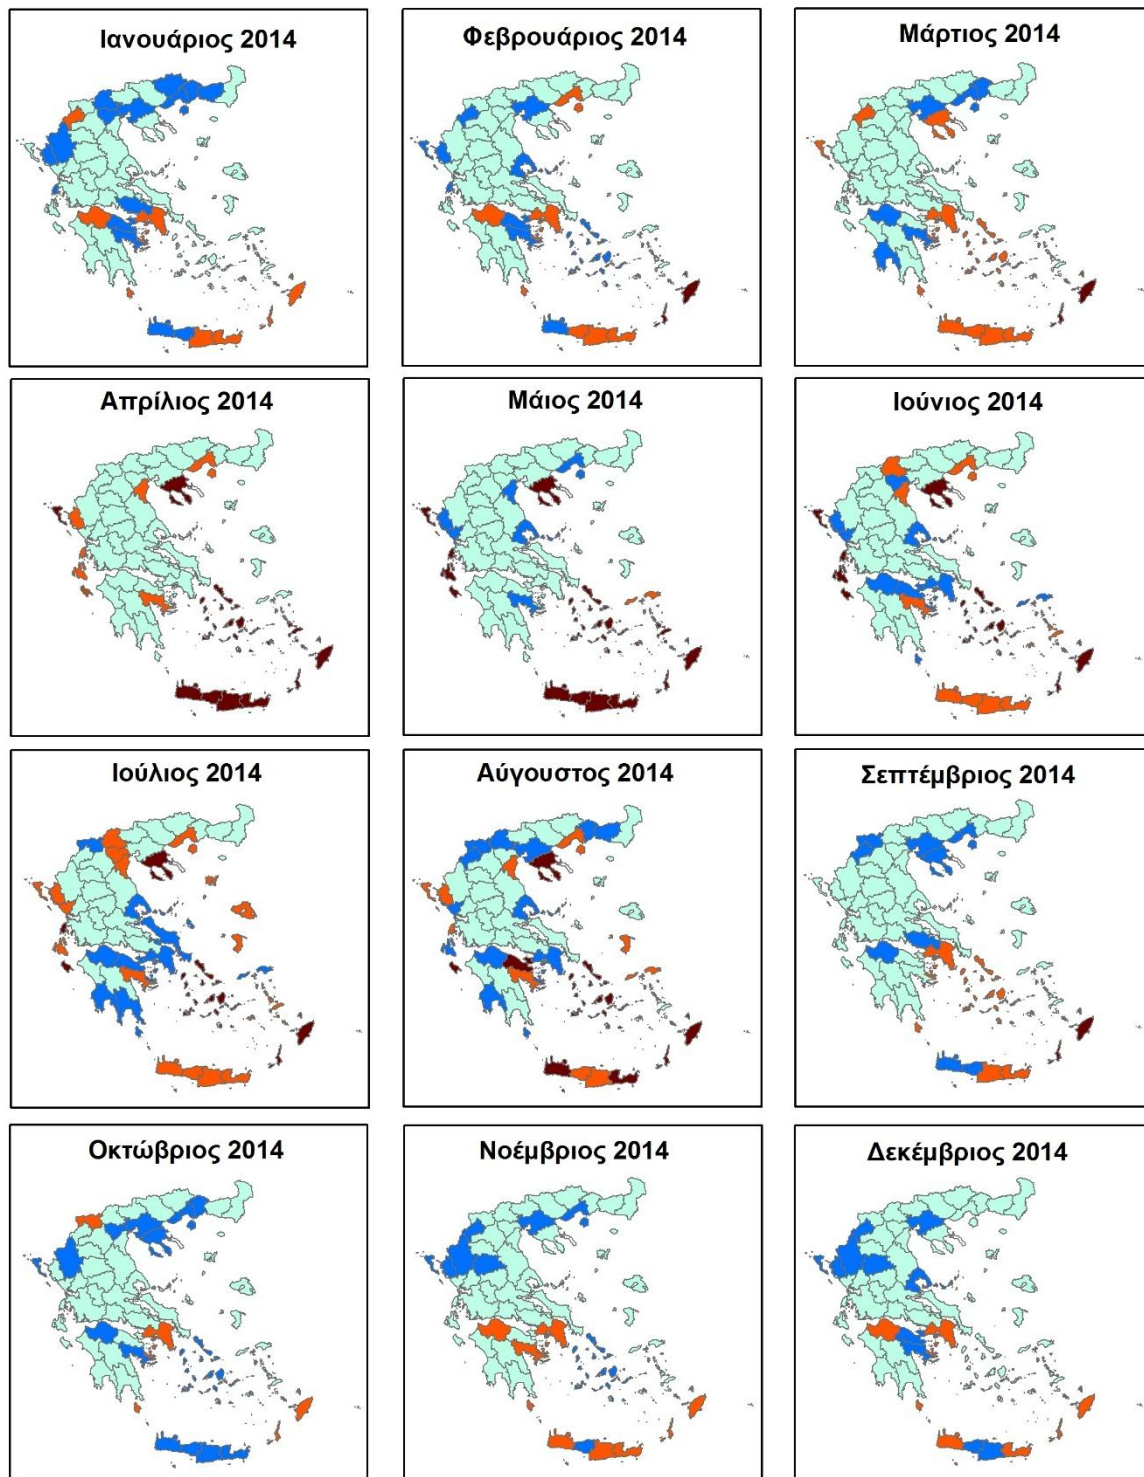 Ιανουάριος 2014
Φεβρουάριος 2014
Μάρτιος 2014
Απρίλιος 2014
Μάιος 2014
Ιούνιος 2014
Ιούλιος 2014
Αύγουστος 2014
Σεπτέμβριος 2014
Οκτώβριος 2014
Νοέμβριος 2014
Δεκέμβριος 2014